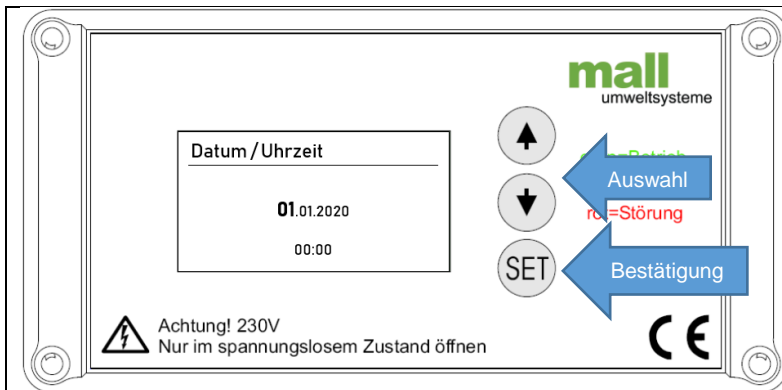 mall
umweltsysteme
Datum / Uhrzeit
01.01.2020
00:00
Auswahl
=Störung
SET
Bestätigung
Achtung! 230V
Nur im spannungslosem Zustand öffnen
CE